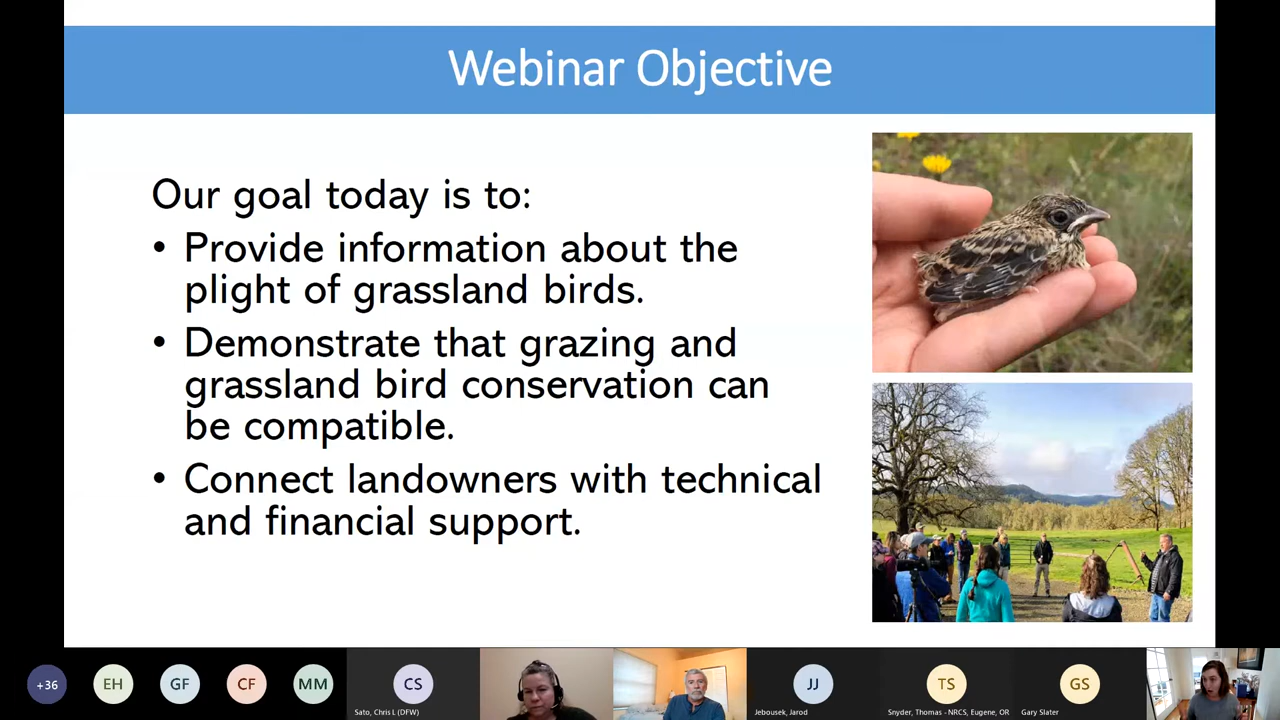 Webinar Objective
Our goal today is to:
• Provide information about the
plight of grassland birds.
• Demonstrate that grazing and
grassland bird conservation can
be compatible.
• Connect landowners with technical
and financial support.
+36
EH
GF
CF
MM
CS
JJ
TS
GS
Sato, Chris L (DFW)
Jebousek, Jarod
Snyder, Thomas - NRCS, Eugene, OR
Gary Slater